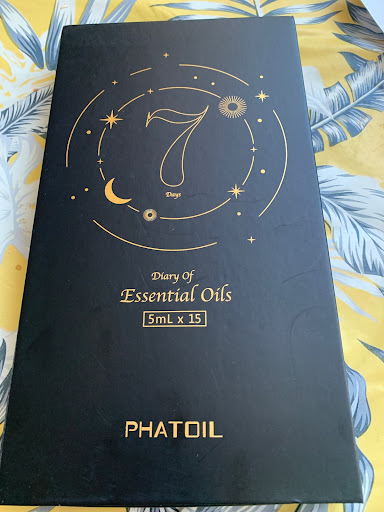 7
Days
Diary Of
Essential Oils
5mL x 15
PHATOIL